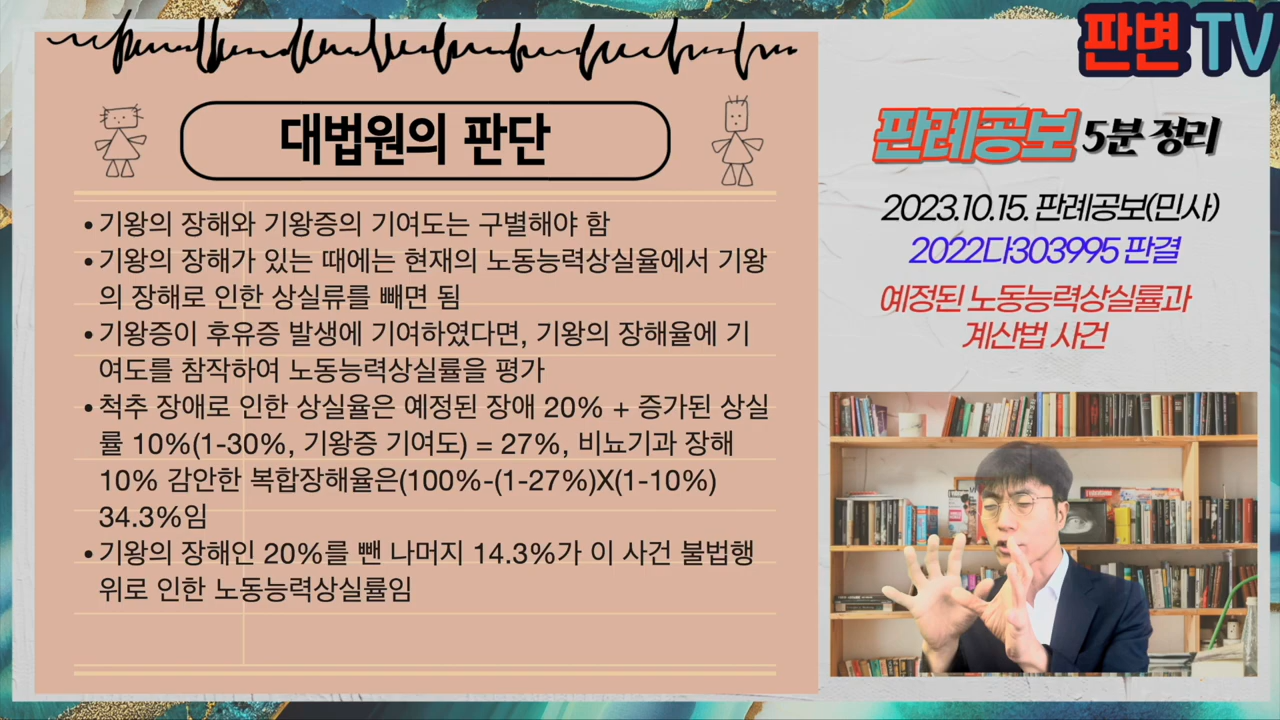 판변 TV
대법원의 판단
• 기왕의 장해와 기왕증의 기여도는 구별해야 함
• 기왕의 장해가 있는 때에는 현재의 노동능력상실율에서 기왕
의 장해로 인한 상실류를 빼면 됨
• 기왕증이 후유증 발생에 기여하였다면, 기왕의 장해율에 기
여도를 참작하여 노동능력상실률을 평가
• 척추 장애로 인한 상실율은 예정된 장애 20% + 증가된 상실
률 10%(1-30%, 기왕증 기여도) = 27%, 비뇨기과 장해
10% 감안한 복합장해율은(100%-(1-27%)X(1-10%)
34.3%임
• 기왕의 장해인 20%를 뺀 나머지 14.3%가 이 사건 불법행
위로 인한 노동능력상실률임
판례공보 5분 정리
2023.10.15. 판례공보(민사)
2022다303995 판결
예정된 노동능력상실률과
계산법 사건